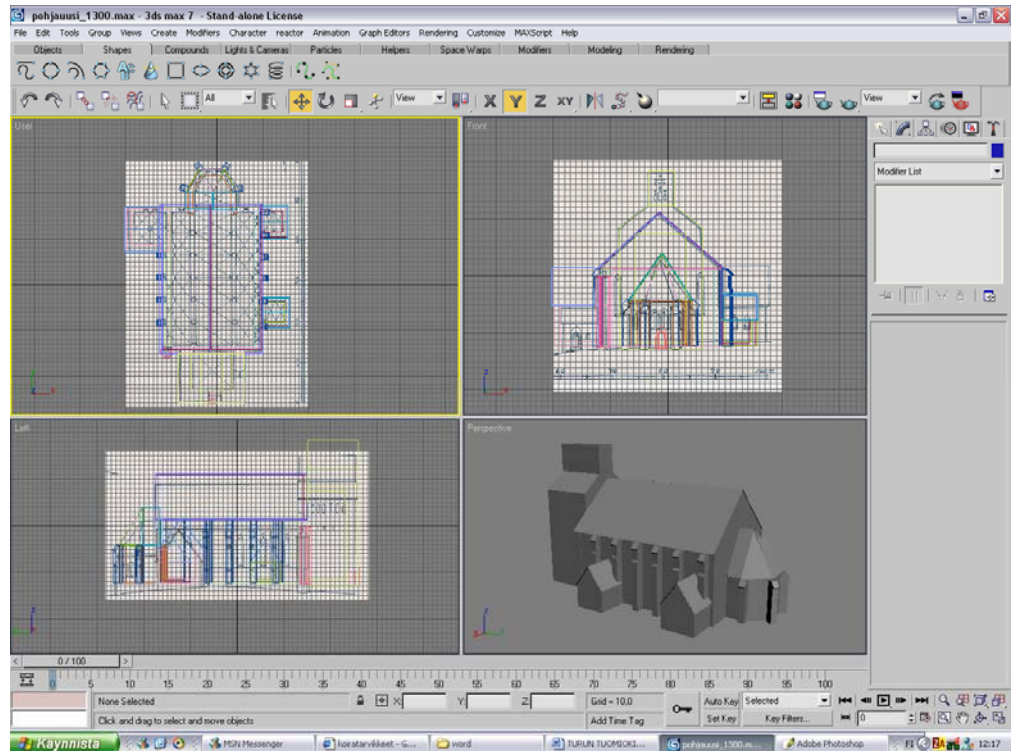 pohjauusi_1300.max - 3ds max 7 - Stand-alone License
File Edit Tools Group Views Create Modifiers Character reactor Animation Graph Editors Rendering Customize MAXScript Help
Objects Shapes Compounds Lights & Cameras Particles Helpers Space Warps Modifiers Modeling Rendering
All View X Y Z XY View
User
Front
Modifier List
Left
Perspective
0 / 100
0 5 10 15 20 25 30 35 40 45 50 55 60 65 70 75 80 85 90 95 100
None Selected X: Y: Z: Grid = 10,0 Auto Key Selected
Click and drag to select and move objects Add Time Tag Set Key Key Filters... 0
Käynnistä MSN Messenger koratarvikkeet - G... word TURUN TUOMIOKI... pohjauusi_1300.m... Adobe Photoshop FI 12:17